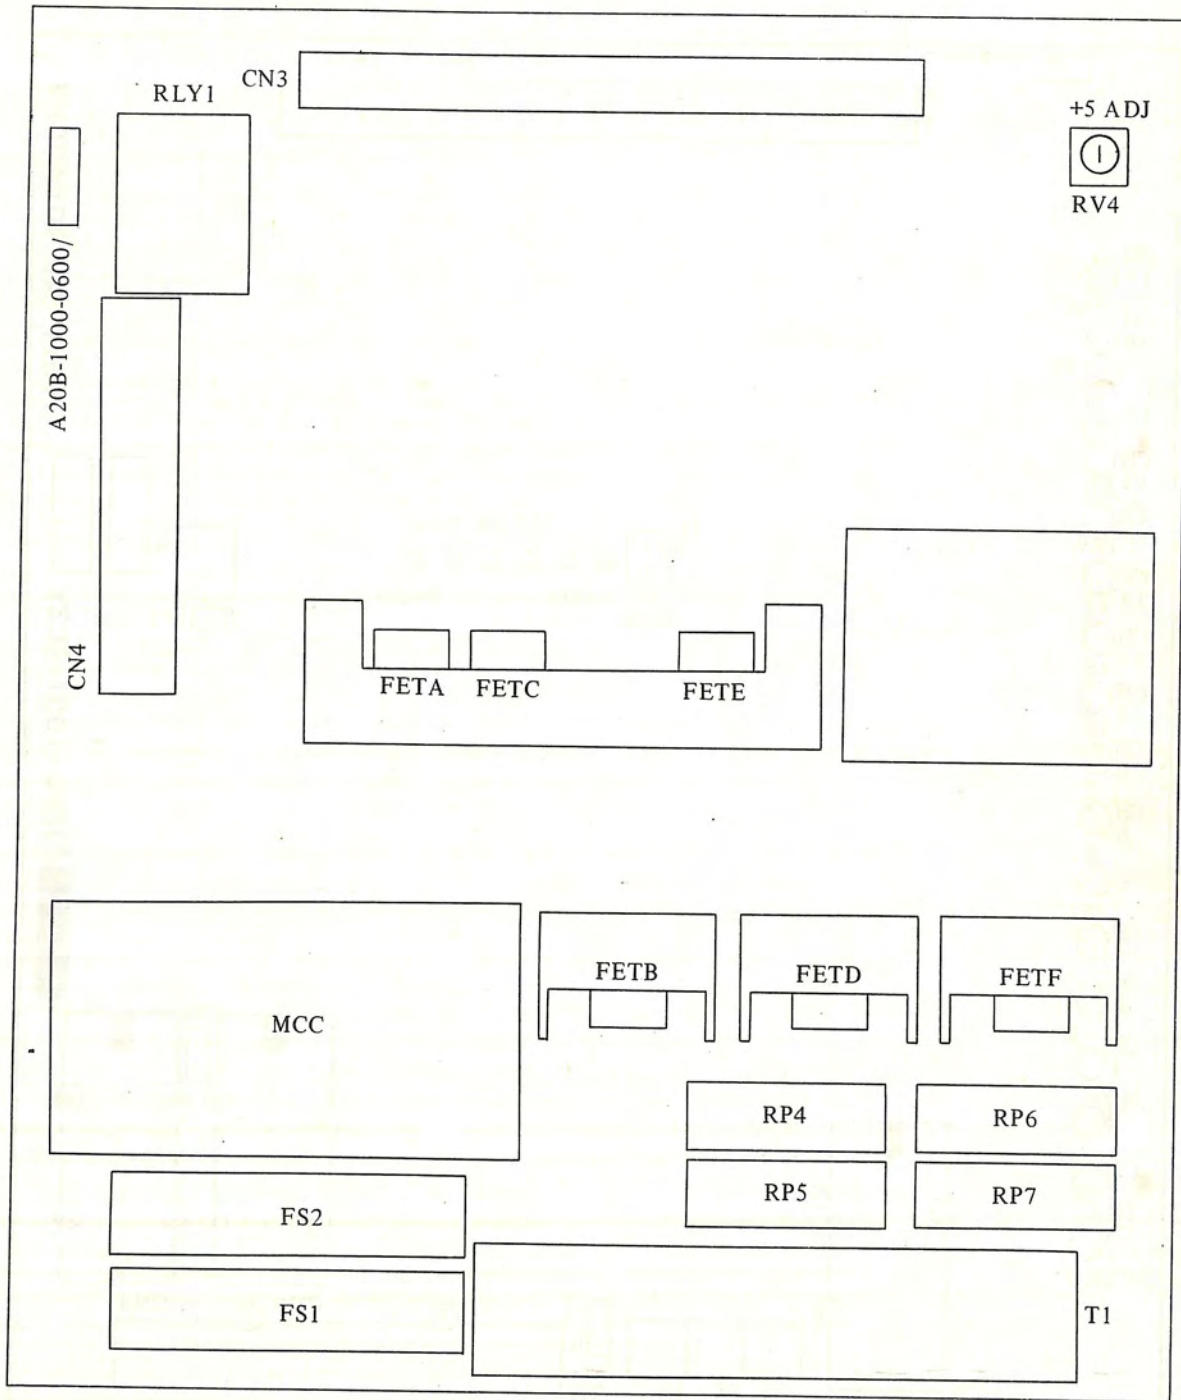 CN3
RLY1
+5 ADJ
RV4
A20B-1000-0600/
CN4
FETA
FETC
FETE
FETB
FETD
FETF
MCC
RP4
RP6
RP5
RP7
FS2
FS1
T1